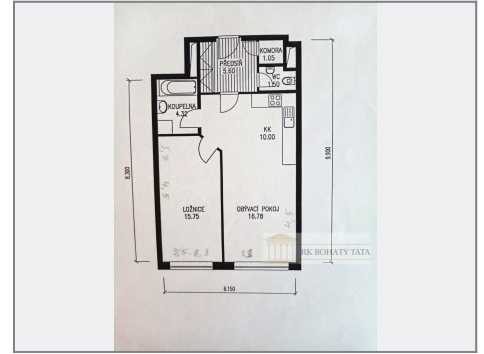 KOMORA
1.05
PŘEDSÍŇ
5.60
WC
1.50
KOUPELNA
4.32
KK
10.00
8.300
9.900
LOŽNICE
15.75
OBÝVACÍ POKOJ
16.78
RK BOHATÝ TÁTA
6.150